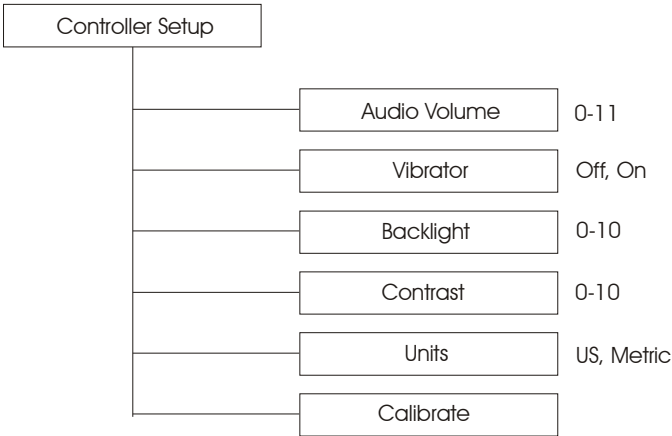 Controller Setup
Audio Volume 0-11
Vibrator Off, On
Backlight 0-10
Contrast 0-10
Units US, Metric
Calibrate